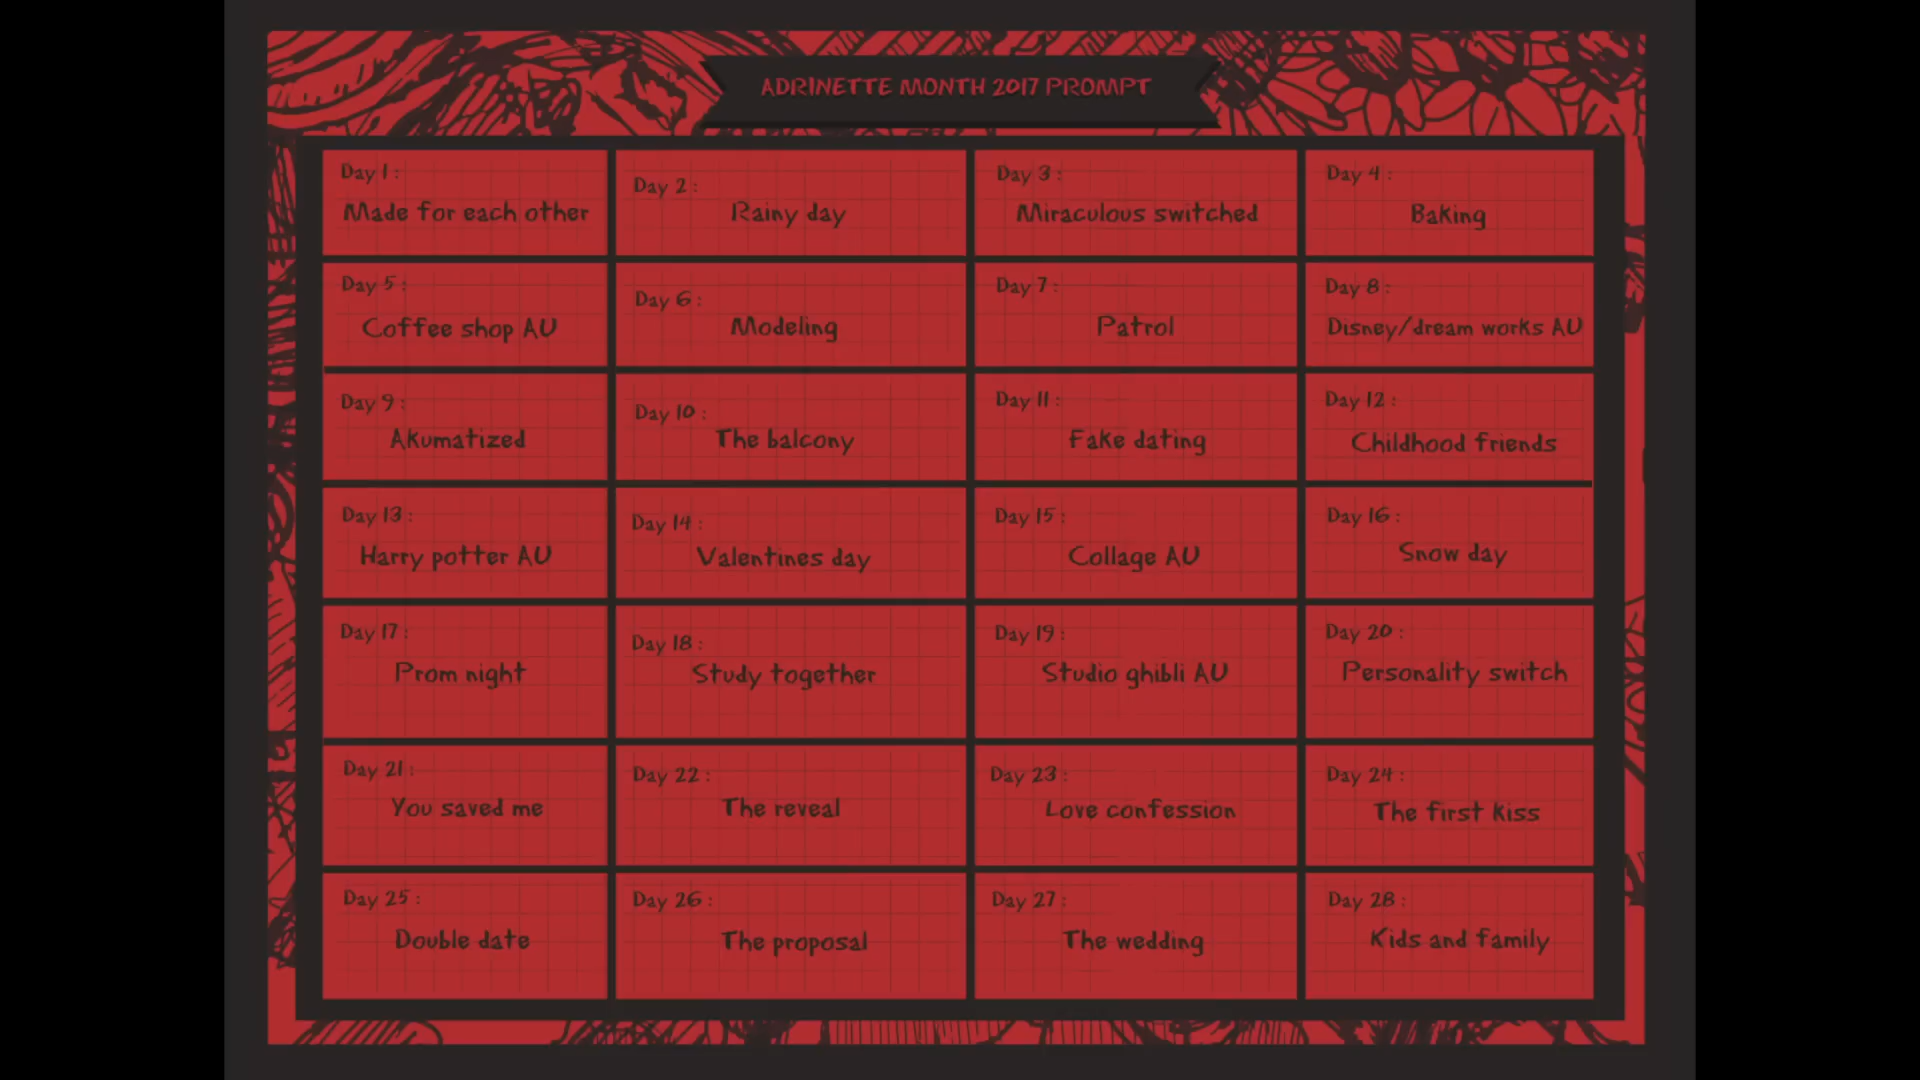 ADRINETTE MONTH 2017 PROMPT
Day 1 :
Made for each other
Day 2 :
Rainy day
Day 3 :
Miraculous switched
Day 4 :
Baking
Day 5 :
Coffee shop AU
Day 6 :
Modeling
Day 7 :
Patrol
Day 8 :
Disney/dream works AU
Day 9 :
Akumatized
Day 10 :
The balcony
Day 11 :
Fake dating
Day 12 :
Childhood friends
Day 13 :
Harry potter AU
Day 14 :
Valentines day
Day 15 :
Collage AU
Day 16 :
Snow day
Day 17 :
Prom night
Day 18 :
Study together
Day 19 :
Studio ghibli AU
Day 20 :
Personality switch
Day 21 :
You saved me
Day 22 :
The reveal
Day 23 :
Love confession
Day 24 :
The first kiss
Day 25 :
Double date
Day 26 :
The proposal
Day 27 :
The wedding
Day 28 :
Kids and family